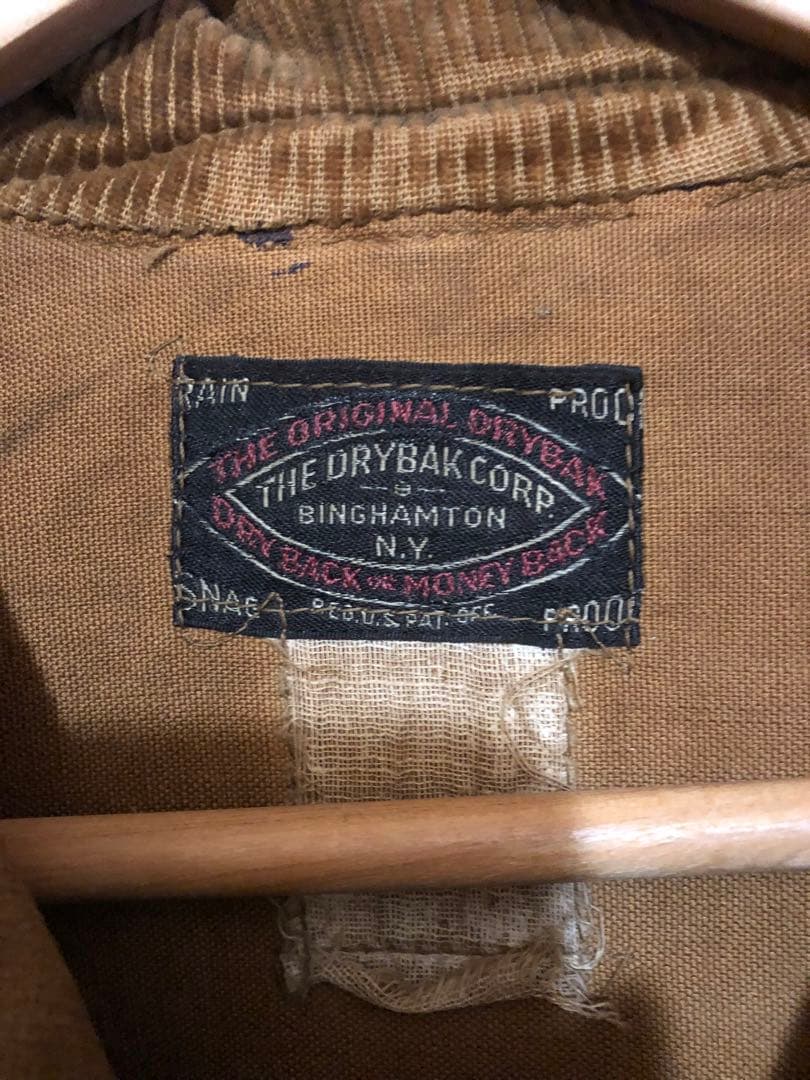 RAIN PROOF
THE ORIGINAL DRYBAK
THE DRYBAK CORP.
BINGHAMTON
N.Y.
DRY BACK OR MONEY BACK
SNAG PROOF
REG. U.S. PAT. OFF.